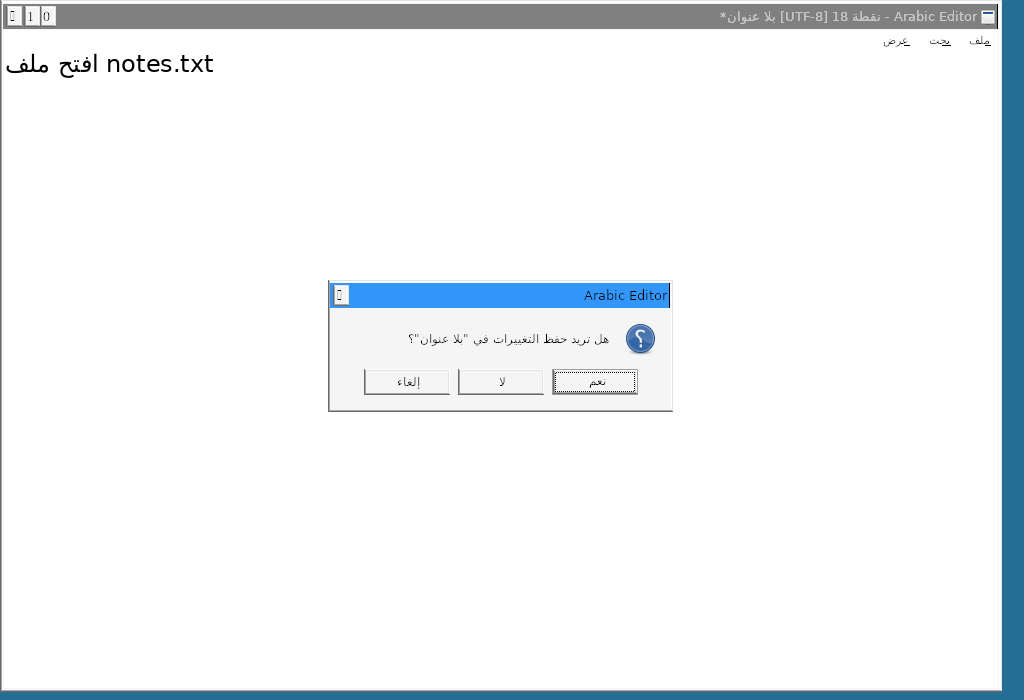 *بلا عنوان [UTF-8] 18 نقطة - Arabic Editor
ملف بحث عرض
افتح ملف notes.txt
Arabic Editor
هل تريد حفظ التغييرات في "بلا عنوان"؟
نعم لا إلغاء